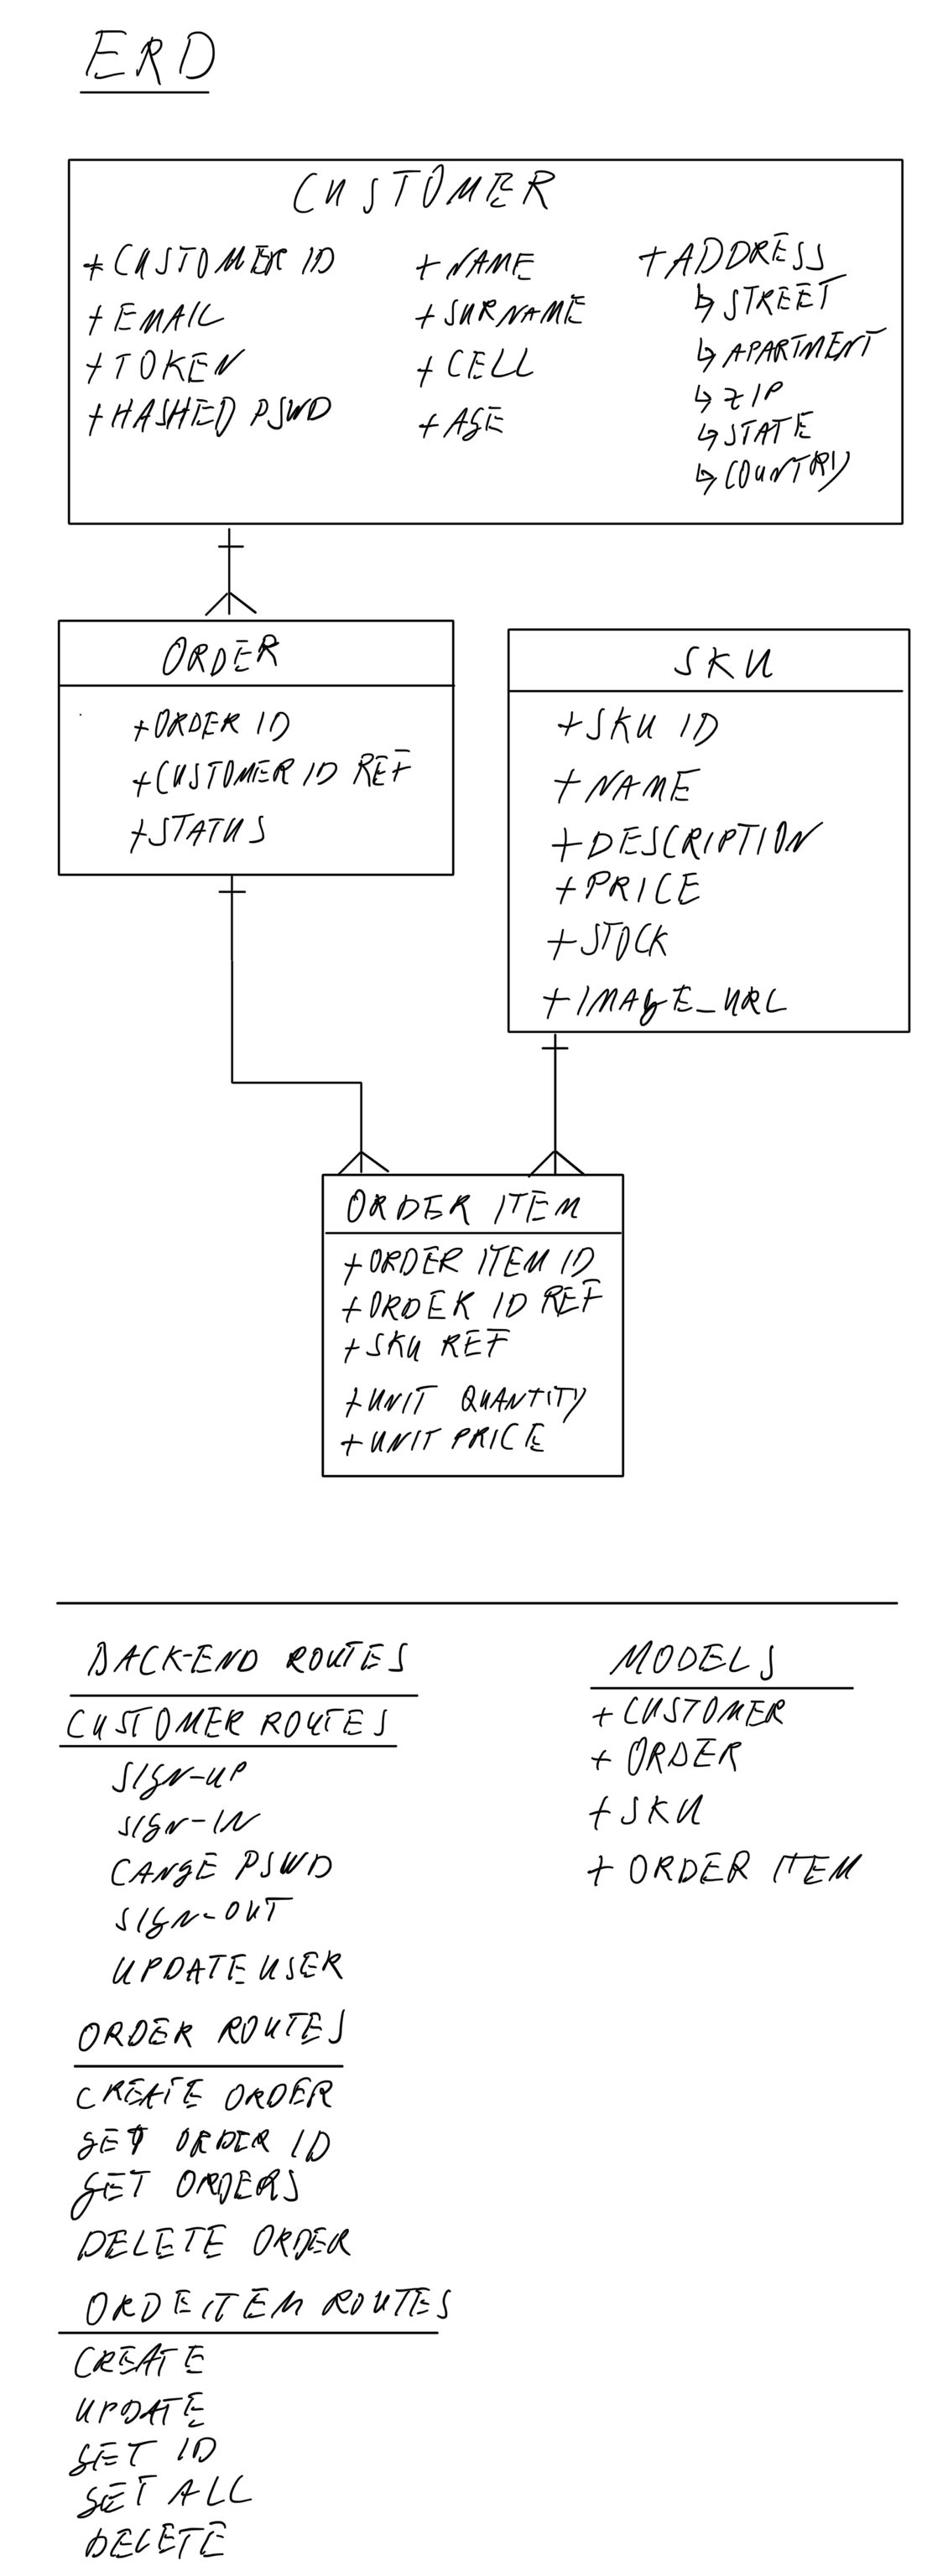 ERD
CUSTOMER
+ CUSTOMER ID
+ EMAIL
+ TOKEN
+ HASHED PSWD
+ NAME
+ SURNAME
+ CELL
+ AGE
+ ADDRESS
↳ STREET
↳ APARTMENT
↳ ZIP
↳ STATE
↳ COUNTRY
ORDER
+ ORDER ID
+ CUSTOMER ID REF
+ STATUS
SKU
+ SKU ID
+ NAME
+ DESCRIPTION
+ PRICE
+ STOCK
+ IMAGE_URL
ORDER ITEM
+ ORDER ITEM ID
+ ORDER ID REF
+ SKU REF
+ UNIT QUANTITY
+ UNIT PRICE
BACK-END ROUTES
CUSTOMER ROUTES
SIGN-UP
SIGN-IN
CANGE PSWD
SIGN-OUT
UPDATE USER
ORDER ROUTES
CREATE ORDER
GET ORDER ID
GET ORDERS
DELETE ORDER
ORDEITEM ROUTES
CREATE
UPDATE
GET ID
GET ALL
DELETE
MODELS
+ CUSTOMER
+ ORDER
+ SKU
+ ORDER ITEM